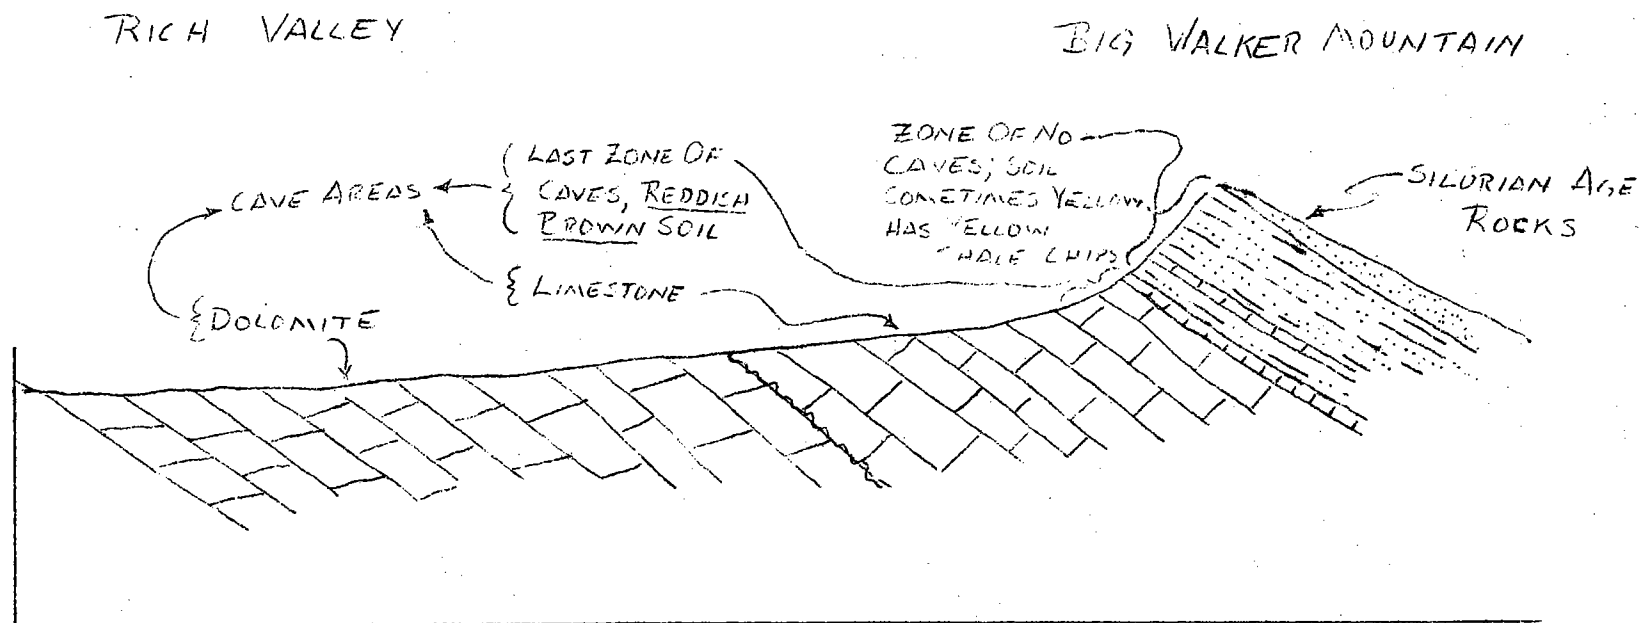 RICH VALLEY
BIG WALKER MOUNTAIN
ZONE OF NO
CAVES; SOIL
SOMETIMES YELLOW,
HAS YELLOW
SHALE CHIPS
LAST ZONE OF
CAVES, REDDISH
BROWN SOIL
CAVE AREAS
SILURIAN AGE
ROCKS
LIMESTONE
DOLOMITE